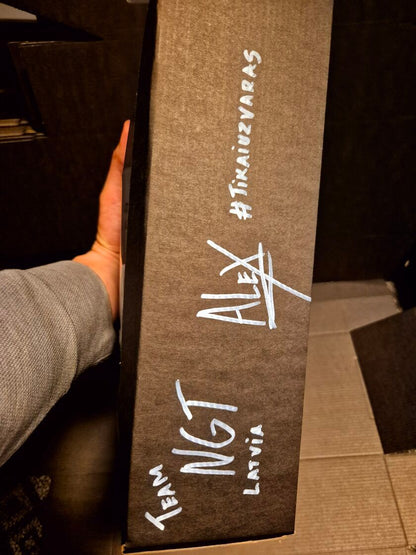 TEAM
NGT
LATVIA
ALEX
#TIKAIUZVARAS